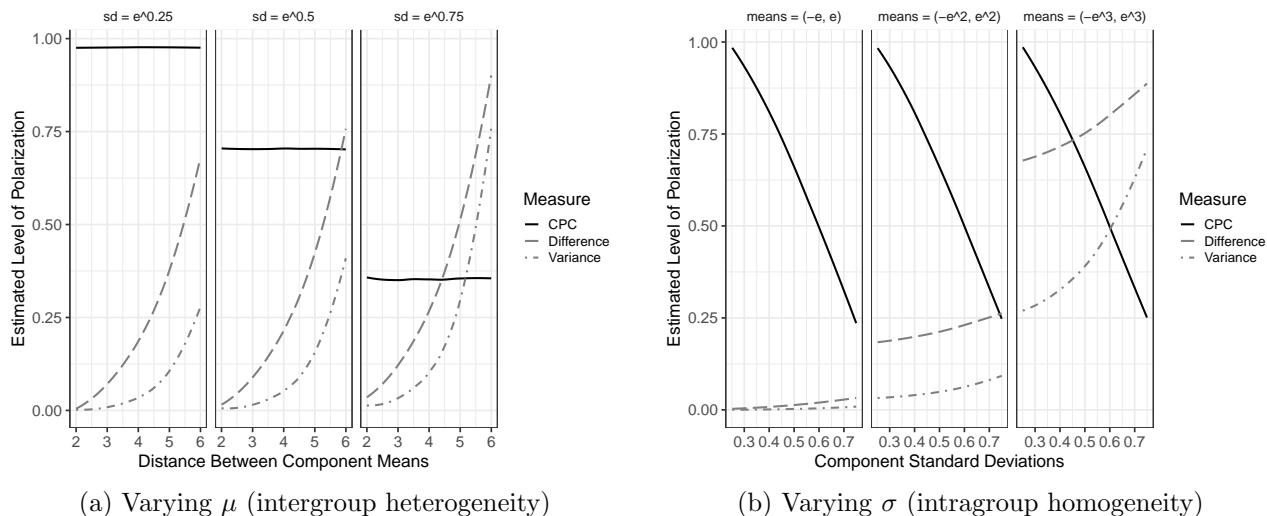 sd = e^0.25 sd = e^0.5 sd = e^0.75
1.00
0.75
0.50
0.25
0.00
Estimated Level of Polarization
2 3 4 5 6 2 3 4 5 6 2 3 4 5 6
Distance Between Component Means
Measure
CPC
Difference
Variance
(a) Varying μ (intergroup heterogeneity)
means = (−e, e) means = (−e^2, e^2) means = (−e^3, e^3)
1.00
0.75
0.50
0.25
0.00
Estimated Level of Polarization
0.3 0.4 0.5 0.6 0.7 0.3 0.4 0.5 0.6 0.7 0.3 0.4 0.5 0.6 0.7
Component Standard Deviations
Measure
CPC
Difference
Variance
(b) Varying σ (intragroup homogeneity)